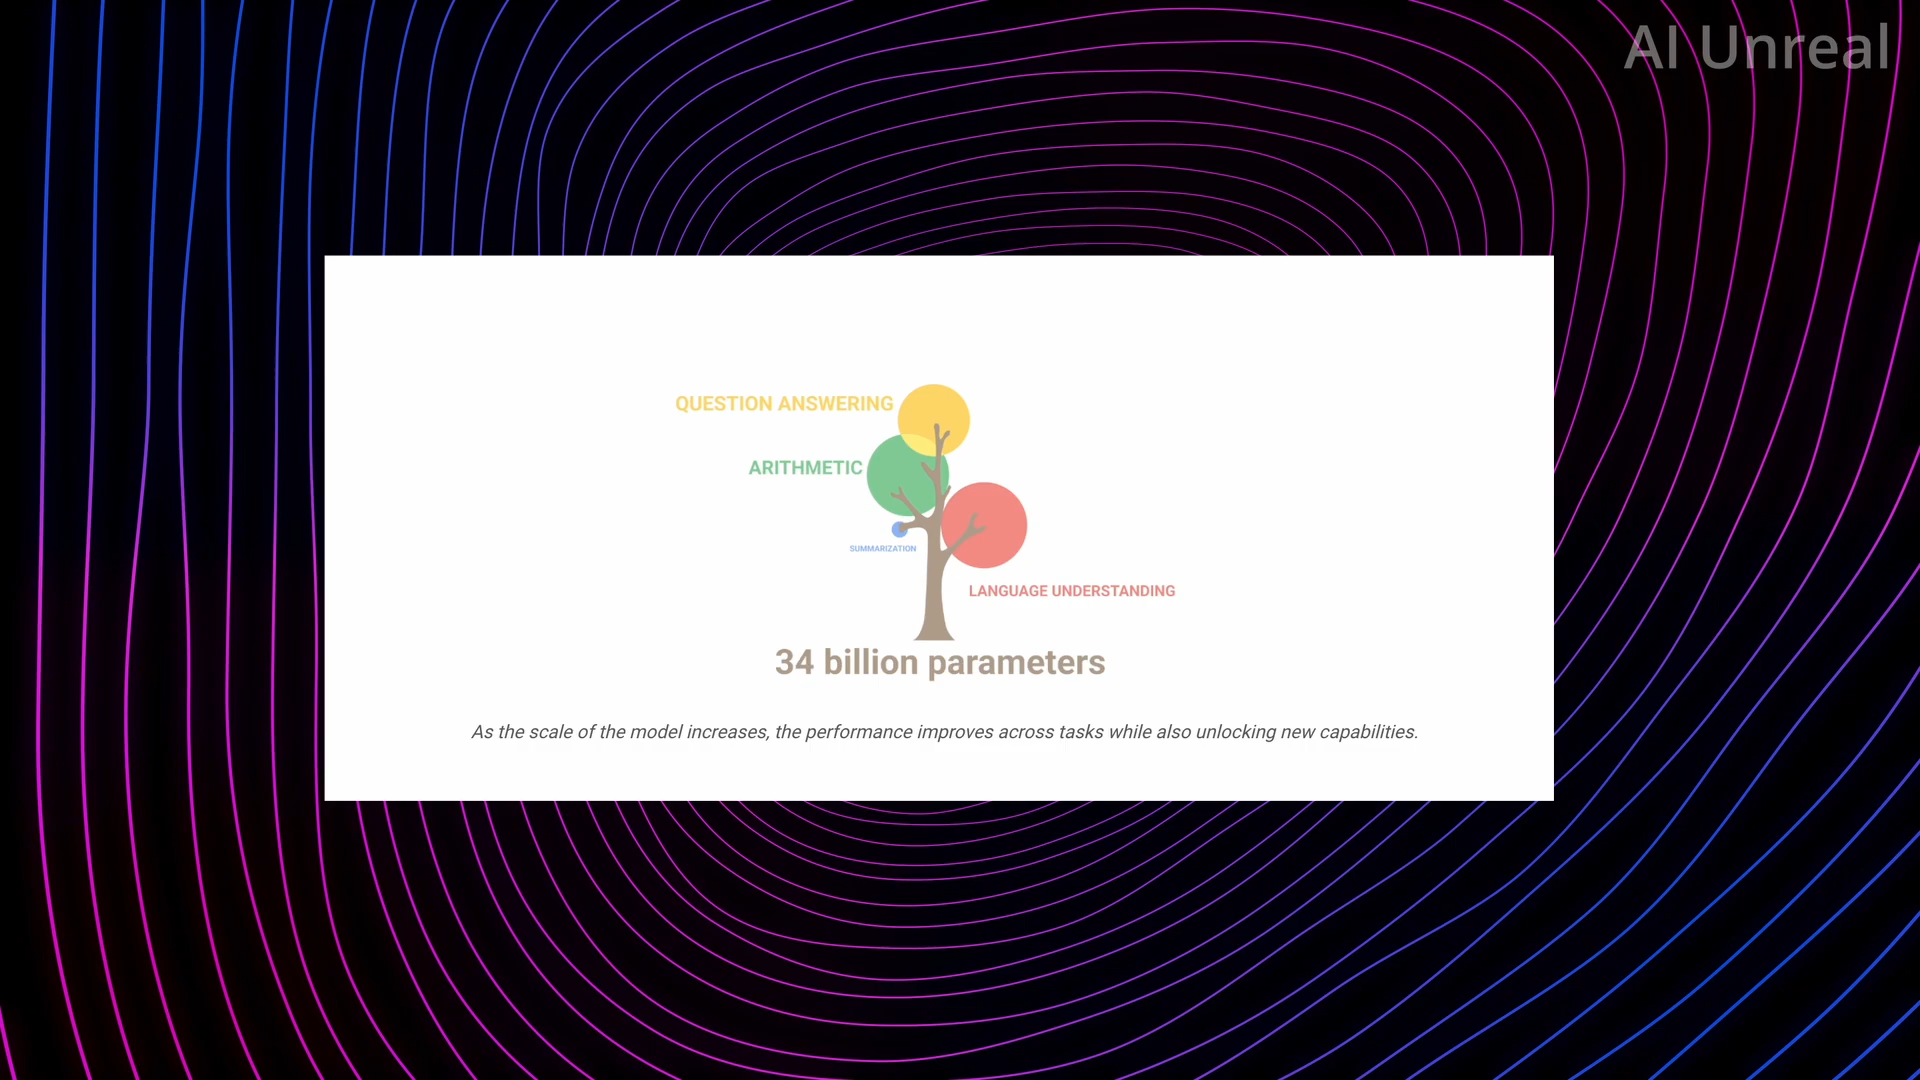 AI Unreal
QUESTION ANSWERING
ARITHMETIC
SUMMARIZATION
LANGUAGE UNDERSTANDING
34 billion parameters
As the scale of the model increases, the performance improves across tasks while also unlocking new capabilities.